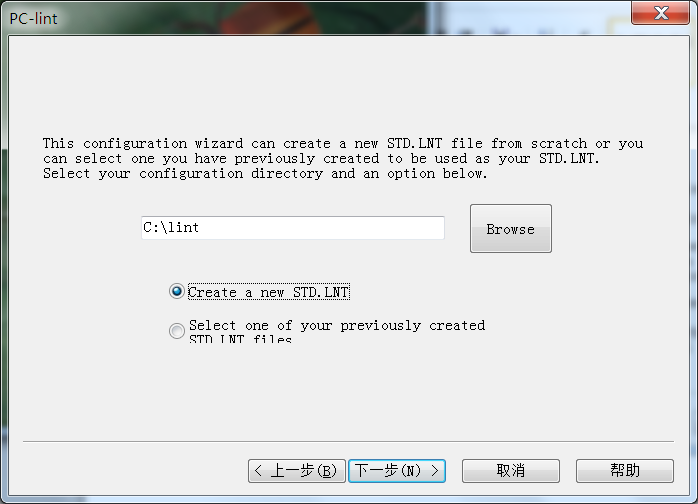 PC-lint
This configuration wizard can create a new STD.LNT file from scratch or you
can select one you have previously created to be used as your STD.LNT.
Select your configuration directory and an option below.
C:\lint
Browse
Create a new STD.LNT
Select one of your previously created
STD.LNT files
< 上一步(B)
下一步(N) >
取消
帮助